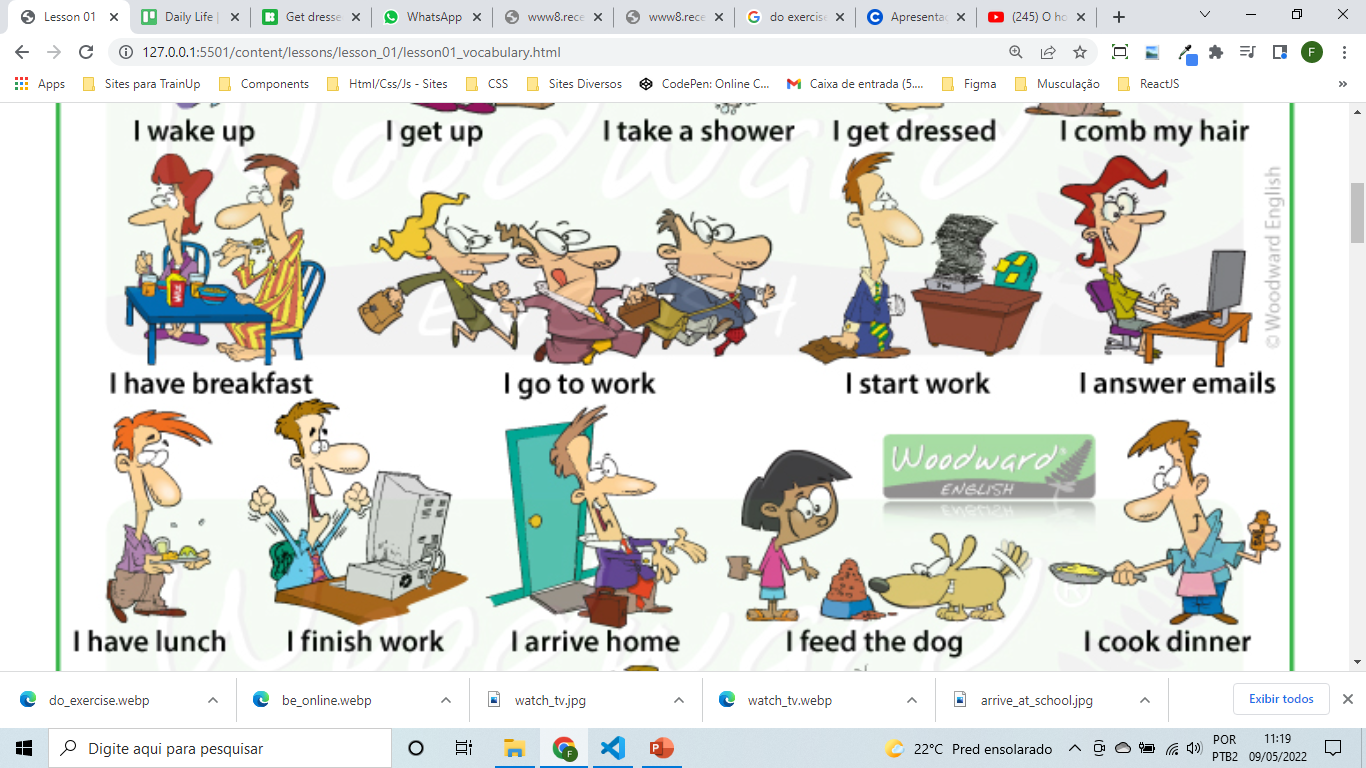 Lesson 01
Daily Life |
Get dresse
WhatsApp
www8.rece
www8.rece
do exercise
Apresentaç
(245) O ho
127.0.0.1:5501/content/lessons/lesson_01/lesson01_vocabulary.html
F
Apps
Sites para TrainUp
Components
Html/Css/Js - Sites
CSS
Sites Diversos
CodePen: Online C...
Caixa de entrada (5....
Figma
Musculação
ReactJS
»
I wake up
I get up
I take a shower
I get dressed
I comb my hair
© Woodward English
I have breakfast
I go to work
I start work
I answer emails
Woodward®
ENGLISH
I have lunch
I finish work
I arrive home
I feed the dog
I cook dinner
do_exercise.webp
be_online.webp
watch_tv.jpg
watch_tv.webp
arrive_at_school.jpg
Exibir todos
Digite aqui para pesquisar
22°C Pred ensolarado
POR
PTB2
11:19
09/05/2022